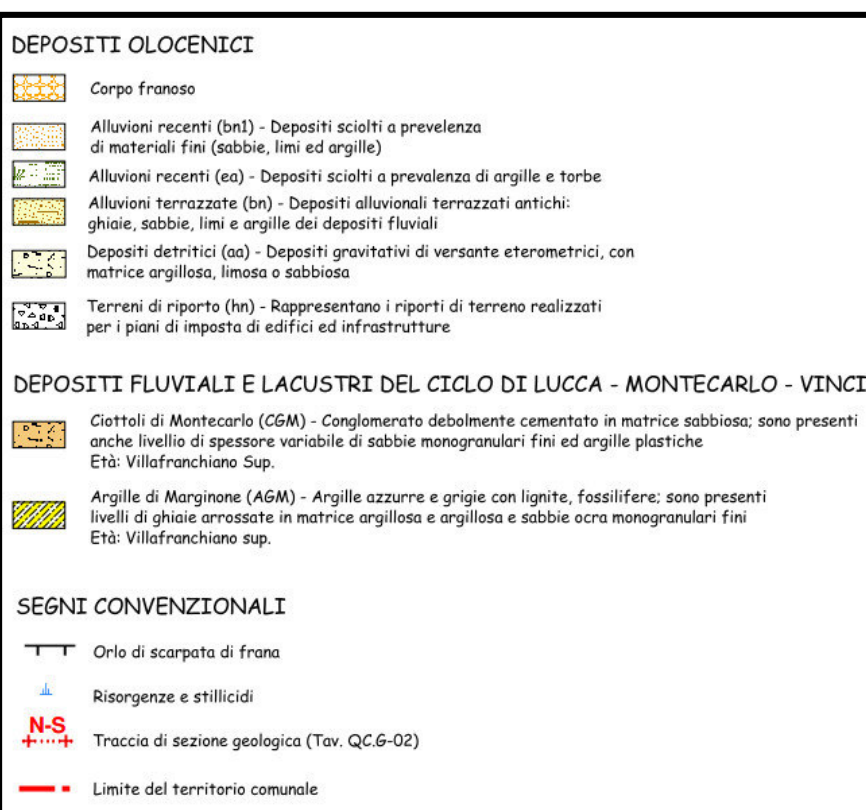 DEPOSITI OLOCENICI
Corpo franoso
Alluvioni recenti (bn1) - Depositi sciolti a prevelenza
di materiali fini (sabbie, limi ed argille)
Alluvioni recenti (ea) - Depositi sciolti a prevalenza di argille e torbe
Alluvioni terrazzate (bn) - Depositi alluvionali terrazzati antichi:
ghiaie, sabbie, limi e argille dei depositi fluviali
Depositi detritici (aa) - Depositi gravitativi di versante eterometrici, con
matrice argillosa, limosa o sabbiosa
Terreni di riporto (hn) - Rappresentano i riporti di terreno realizzati
per i piani di imposta di edifici ed infrastrutture
DEPOSITI FLUVIALI E LACUSTRI DEL CICLO DI LUCCA - MONTECARLO - VINCI
Ciottoli di Montecarlo (CGM) - Conglomerato debolmente cementato in matrice sabbiosa; sono presenti
anche livellio di spessore variabile di sabbie monogranulari fini ed argille plastiche
Età: Villafranchiano Sup.
Argille di Marginone (AGM) - Argille azzurre e grigie con lignite, fossilifere; sono presenti
livelli di ghiaie arrossate in matrice argillosa e argillosa e sabbie ocra monogranulari fini
Età: Villafranchiano sup.
SEGNI CONVENZIONALI
Orlo di scarpata di frana
Risorgenze e stillicidi
N-S
Traccia di sezione geologica (Tav. QC.G-02)
Limite del territorio comunale